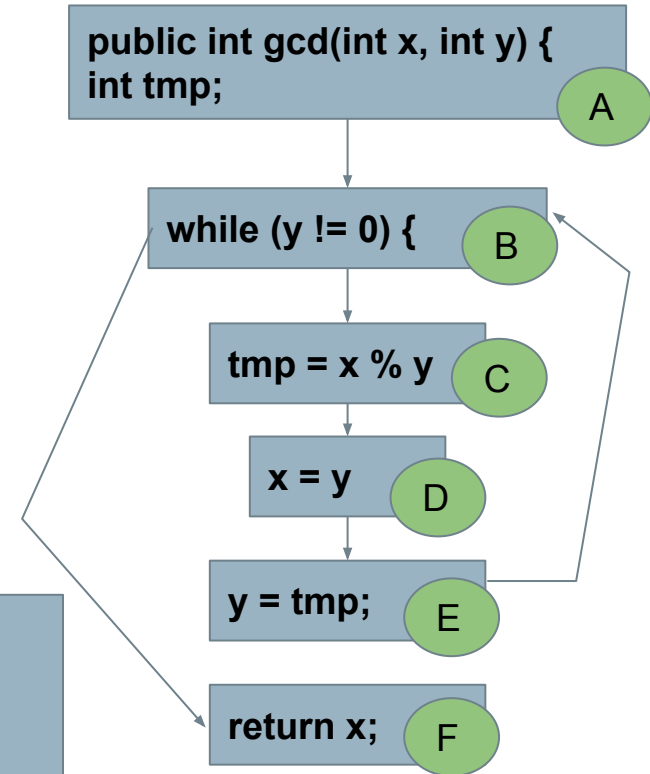 public int gcd(int x, int y) {
int tmp;
A
while (y != 0) {
B
tmp = x % y
C
x = y
D
y = tmp;
E
return x;
F